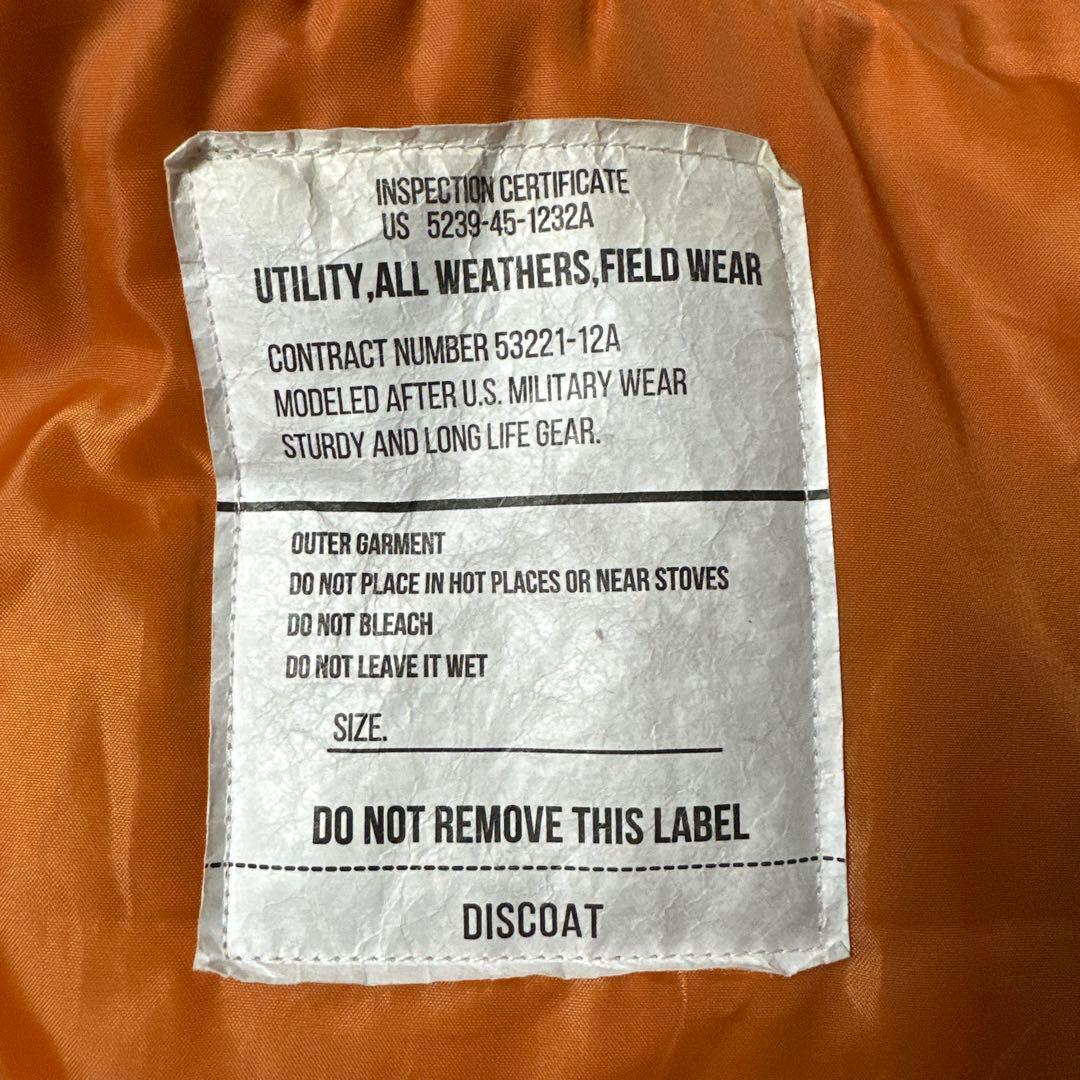 INSPECTION CERTIFICATE
US 5239-45-1232A
UTILITY,ALL WEATHERS,FIELD WEAR
CONTRACT NUMBER 53221-12A
MODELED AFTER U.S. MILITARY WEAR
STURDY AND LONG LIFE GEAR.
OUTER GARMENT
DO NOT PLACE IN HOT PLACES OR NEAR STOVES
DO NOT BLEACH
DO NOT LEAVE IT WET
SIZE.
DO NOT REMOVE THIS LABEL
DISCOAT